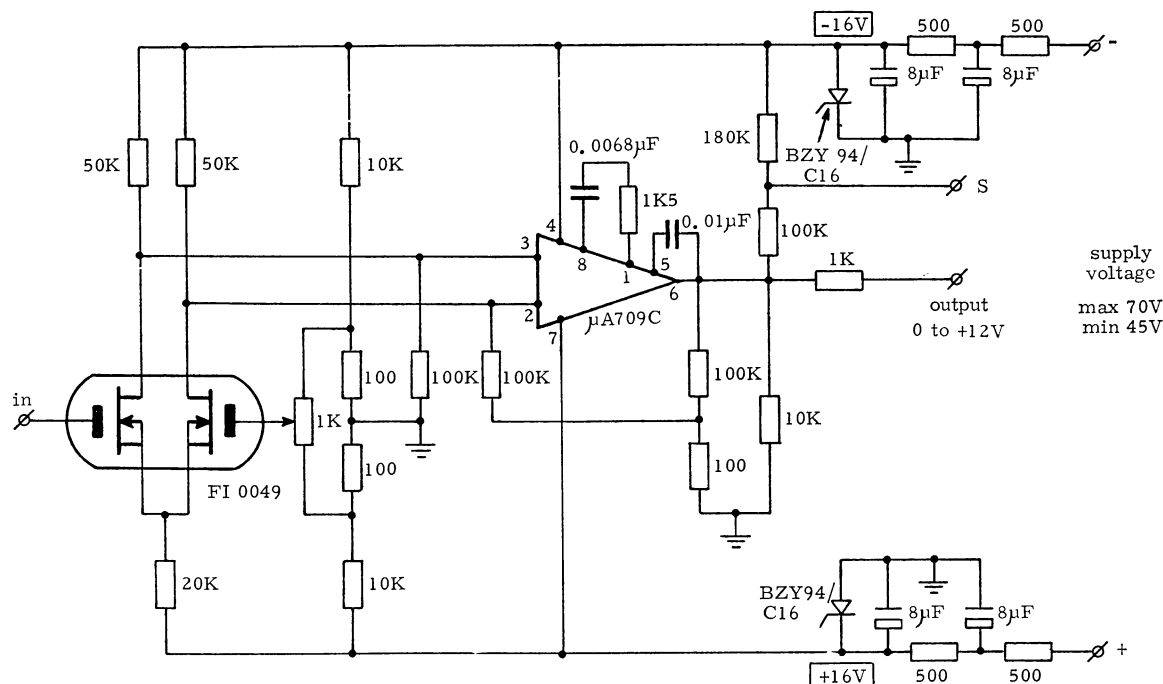 -16V
500
500
-
8µF
8µF
50K
50K
10K
0.0068µF
180K
BZY 94/
C16
S
1K5
0.01µF
100K
4
3
8
1
5
1K
supply
voltage
2
6
µA709C
output
max 70V
7
0 to +12V
min 45V
in
100
100K
100K
100K
1K
10K
100
100
FI 0049
20K
10K
BZY94/
C16
8µF
8µF
+
+16V
500
500